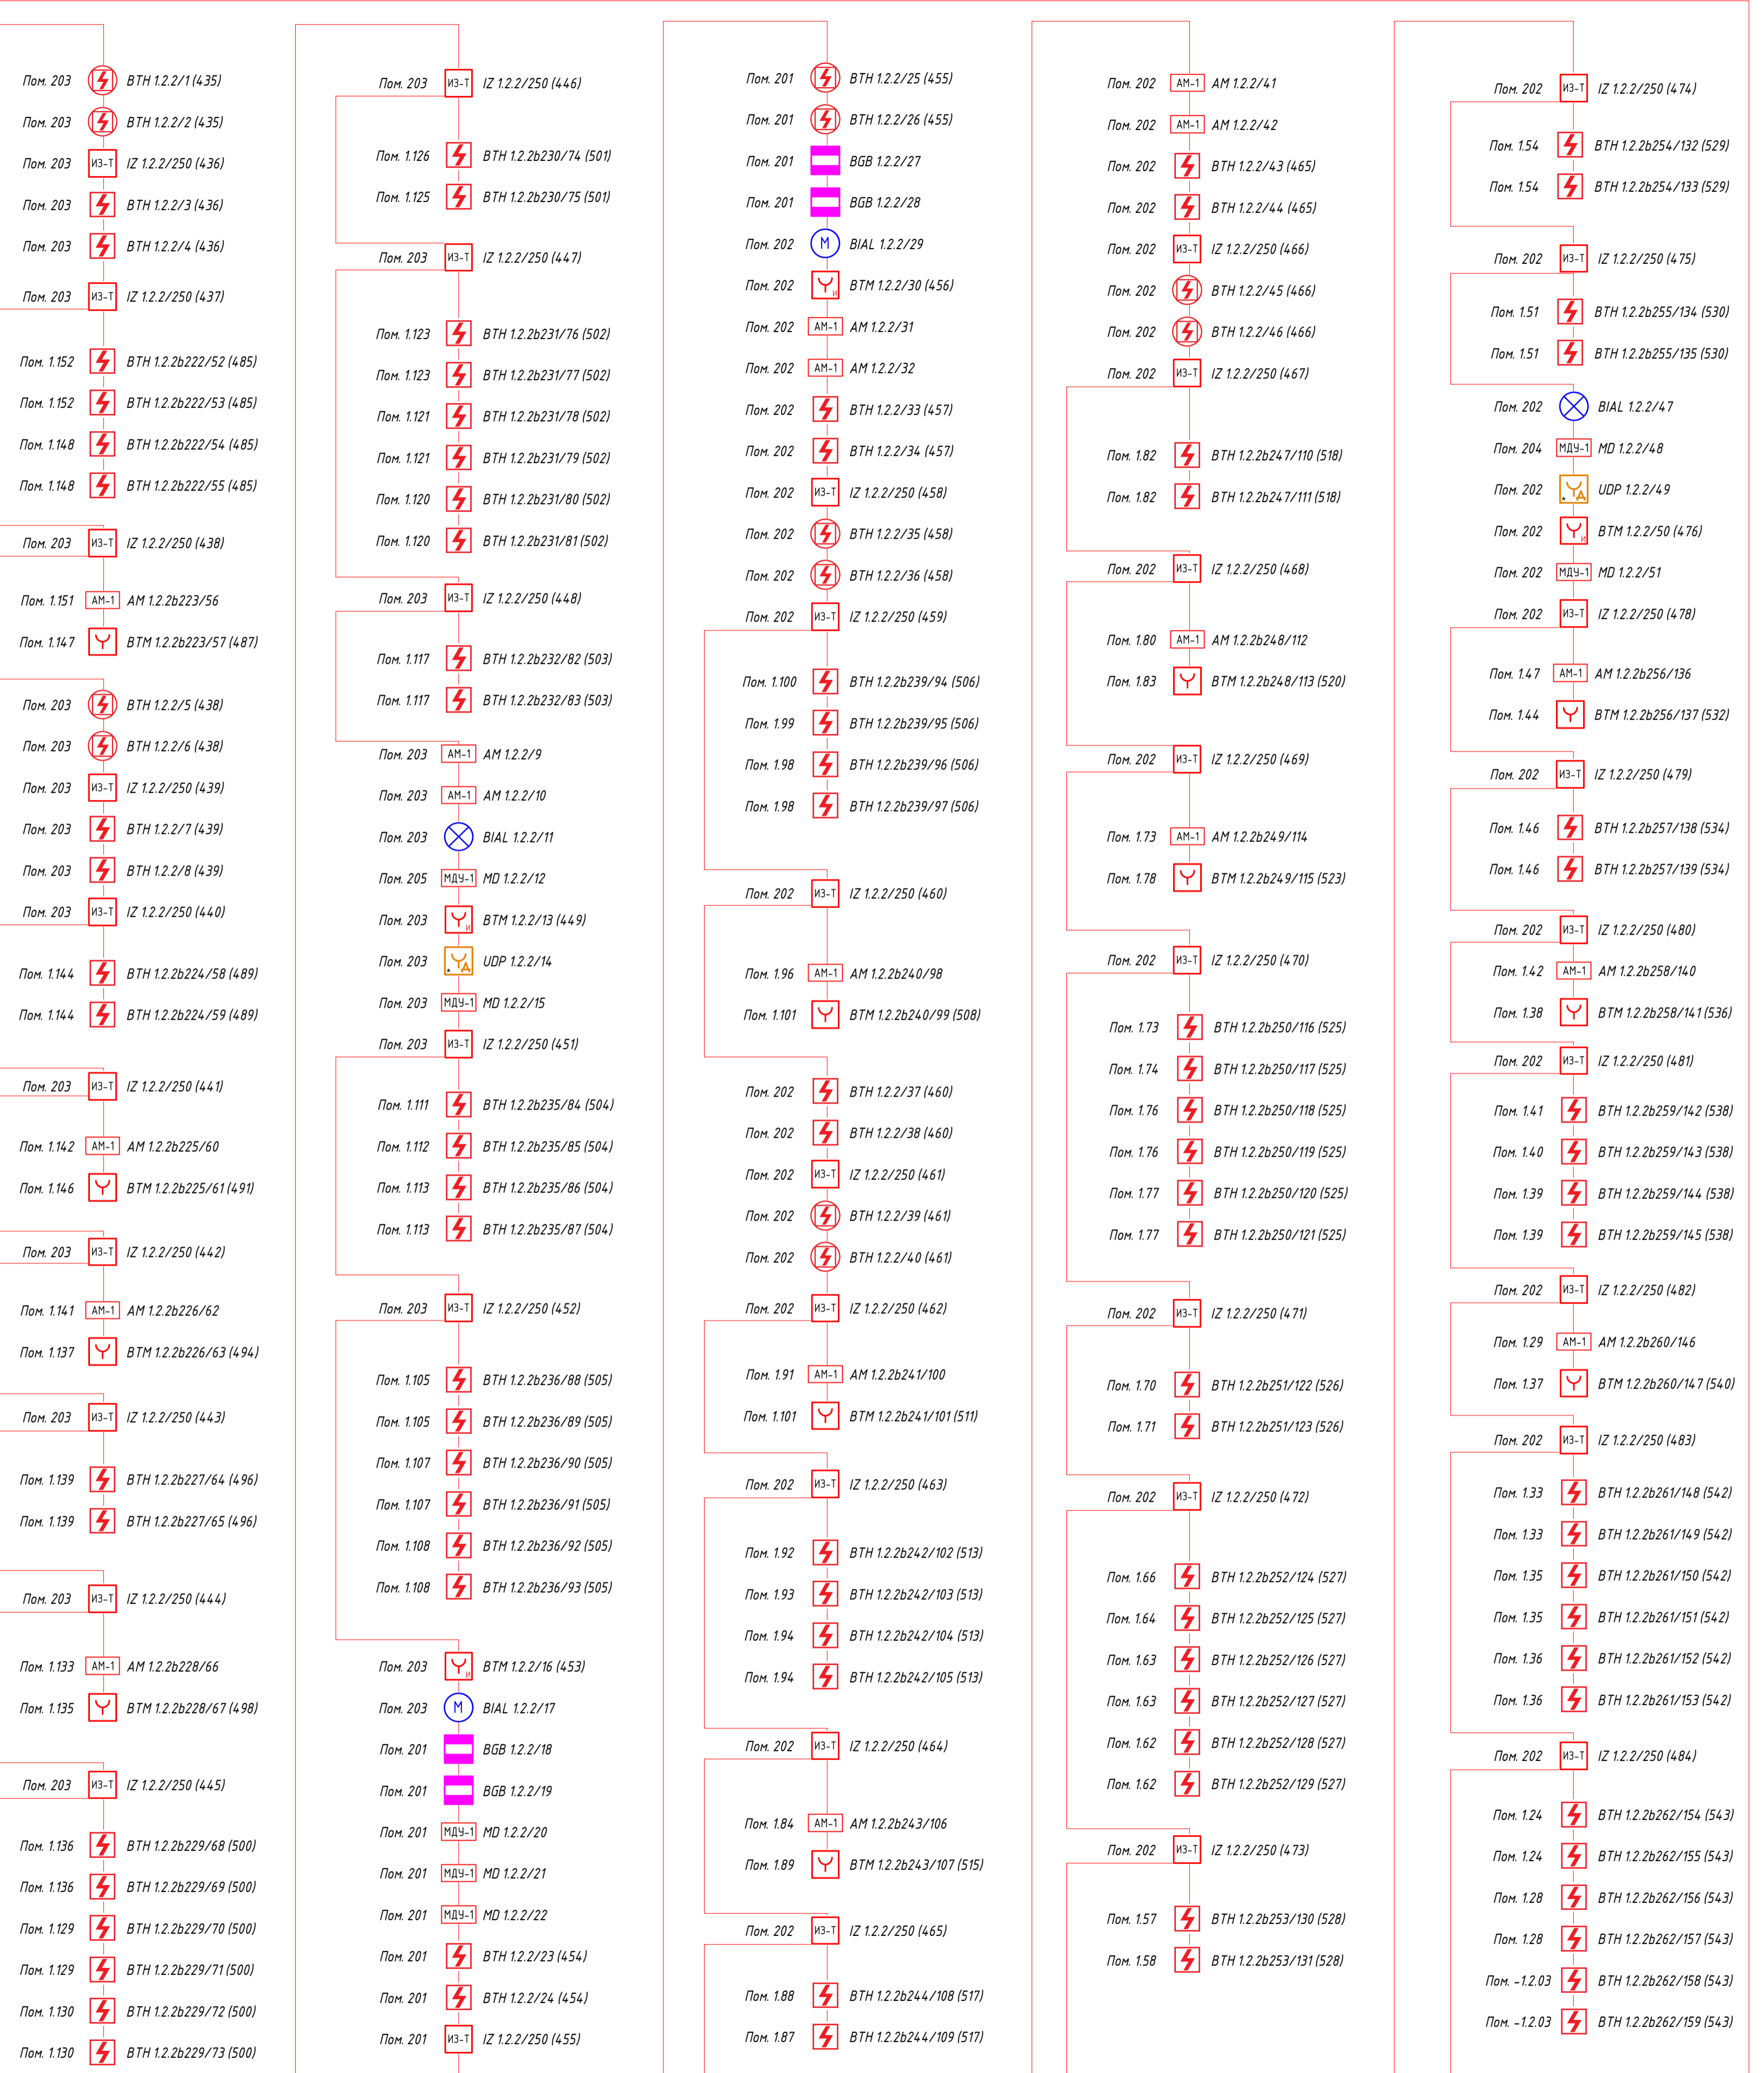 Пом. 203 BTH 1.2.2/1 (435)
Пом. 203 BTH 1.2.2/2 (435)
Пом. 203 ИЗ-Т IZ 1.2.2/250 (436)
Пом. 203 BTH 1.2.2/3 (436)
Пом. 203 BTH 1.2.2/4 (436)
Пом. 203 ИЗ-Т IZ 1.2.2/250 (437)
Пом. 1.152 BTH 1.2.2b222/52 (485)
Пом. 1.152 BTH 1.2.2b222/53 (485)
Пом. 1.148 BTH 1.2.2b222/54 (485)
Пом. 1.148 BTH 1.2.2b222/55 (485)
Пом. 203 ИЗ-Т IZ 1.2.2/250 (438)
Пом. 1.151 АМ-1 AM 1.2.2b223/56
Пом. 1.147 BTM 1.2.2b223/57 (487)
Пом. 203 BTH 1.2.2/5 (438)
Пом. 203 BTH 1.2.2/6 (438)
Пом. 203 ИЗ-Т IZ 1.2.2/250 (439)
Пом. 203 BTH 1.2.2/7 (439)
Пом. 203 BTH 1.2.2/8 (439)
Пом. 203 ИЗ-Т IZ 1.2.2/250 (440)
Пом. 1.144 BTH 1.2.2b224/58 (489)
Пом. 1.144 BTH 1.2.2b224/59 (489)
Пом. 203 ИЗ-Т IZ 1.2.2/250 (441)
Пом. 1.142 АМ-1 AM 1.2.2b225/60
Пом. 1.146 BTM 1.2.2b225/61 (491)
Пом. 203 ИЗ-Т IZ 1.2.2/250 (442)
Пом. 1.141 АМ-1 AM 1.2.2b226/62
Пом. 1.137 BTM 1.2.2b226/63 (494)
Пом. 203 ИЗ-Т IZ 1.2.2/250 (443)
Пом. 1.139 BTH 1.2.2b227/64 (496)
Пом. 1.139 BTH 1.2.2b227/65 (496)
Пом. 203 ИЗ-Т IZ 1.2.2/250 (444)
Пом. 1.133 АМ-1 AM 1.2.2b228/66
Пом. 1.135 BTM 1.2.2b228/67 (498)
Пом. 203 ИЗ-Т IZ 1.2.2/250 (445)
Пом. 1.136 BTH 1.2.2b229/68 (500)
Пом. 1.136 BTH 1.2.2b229/69 (500)
Пом. 1.129 BTH 1.2.2b229/70 (500)
Пом. 1.129 BTH 1.2.2b229/71 (500)
Пом. 1.130 BTH 1.2.2b229/72 (500)
Пом. 1.130 BTH 1.2.2b229/73 (500)
Пом. 203 ИЗ-Т IZ 1.2.2/250 (446)
Пом. 1.126 BTH 1.2.2b230/74 (501)
Пом. 1.125 BTH 1.2.2b230/75 (501)
Пом. 203 ИЗ-Т IZ 1.2.2/250 (447)
Пом. 1.123 BTH 1.2.2b231/76 (502)
Пом. 1.123 BTH 1.2.2b231/77 (502)
Пом. 1.121 BTH 1.2.2b231/78 (502)
Пом. 1.121 BTH 1.2.2b231/79 (502)
Пом. 1.120 BTH 1.2.2b231/80 (502)
Пом. 1.120 BTH 1.2.2b231/81 (502)
Пом. 203 ИЗ-Т IZ 1.2.2/250 (448)
Пом. 1.117 BTH 1.2.2b232/82 (503)
Пом. 1.117 BTH 1.2.2b232/83 (503)
Пом. 203 АМ-1 AM 1.2.2/9
Пом. 203 АМ-1 AM 1.2.2/10
Пом. 203 BIAL 1.2.2/11
Пом. 205 МДУ-1 MD 1.2.2/12
Пом. 203 И BTM 1.2.2/13 (449)
Пом. 203 Д UDP 1.2.2/14
Пом. 203 МДУ-1 MD 1.2.2/15
Пом. 203 ИЗ-Т IZ 1.2.2/250 (451)
Пом. 1.111 BTH 1.2.2b235/84 (504)
Пом. 1.112 BTH 1.2.2b235/85 (504)
Пом. 1.113 BTH 1.2.2b235/86 (504)
Пом. 1.113 BTH 1.2.2b235/87 (504)
Пом. 203 ИЗ-Т IZ 1.2.2/250 (452)
Пом. 1.105 BTH 1.2.2b236/88 (505)
Пом. 1.105 BTH 1.2.2b236/89 (505)
Пом. 1.107 BTH 1.2.2b236/90 (505)
Пом. 1.107 BTH 1.2.2b236/91 (505)
Пом. 1.108 BTH 1.2.2b236/92 (505)
Пом. 1.108 BTH 1.2.2b236/93 (505)
Пом. 203 И BTM 1.2.2/16 (453)
Пом. 203 М BIAL 1.2.2/17
Пом. 201 BGB 1.2.2/18
Пом. 201 BGB 1.2.2/19
Пом. 201 МДУ-1 MD 1.2.2/20
Пом. 201 МДУ-1 MD 1.2.2/21
Пом. 201 МДУ-1 MD 1.2.2/22
Пом. 201 BTH 1.2.2/23 (454)
Пом. 201 BTH 1.2.2/24 (454)
Пом. 201 ИЗ-Т IZ 1.2.2/250 (455)
Пом. 201 BTH 1.2.2/25 (455)
Пом. 201 BTH 1.2.2/26 (455)
Пом. 201 BGB 1.2.2/27
Пом. 201 BGB 1.2.2/28
Пом. 202 М BIAL 1.2.2/29
Пом. 202 И BTM 1.2.2/30 (456)
Пом. 202 АМ-1 AM 1.2.2/31
Пом. 202 АМ-1 AM 1.2.2/32
Пом. 202 BTH 1.2.2/33 (457)
Пом. 202 BTH 1.2.2/34 (457)
Пом. 202 ИЗ-Т IZ 1.2.2/250 (458)
Пом. 202 BTH 1.2.2/35 (458)
Пом. 202 BTH 1.2.2/36 (458)
Пом. 202 ИЗ-Т IZ 1.2.2/250 (459)
Пом. 1.100 BTH 1.2.2b239/94 (506)
Пом. 1.99 BTH 1.2.2b239/95 (506)
Пом. 1.98 BTH 1.2.2b239/96 (506)
Пом. 1.98 BTH 1.2.2b239/97 (506)
Пом. 202 ИЗ-Т IZ 1.2.2/250 (460)
Пом. 1.96 АМ-1 AM 1.2.2b240/98
Пом. 1.101 BTM 1.2.2b240/99 (508)
Пом. 202 BTH 1.2.2/37 (460)
Пом. 202 BTH 1.2.2/38 (460)
Пом. 202 ИЗ-Т IZ 1.2.2/250 (461)
Пом. 202 BTH 1.2.2/39 (461)
Пом. 202 BTH 1.2.2/40 (461)
Пом. 202 ИЗ-Т IZ 1.2.2/250 (462)
Пом. 1.91 АМ-1 AM 1.2.2b241/100
Пом. 1.101 BTM 1.2.2b241/101 (511)
Пом. 202 ИЗ-Т IZ 1.2.2/250 (463)
Пом. 1.92 BTH 1.2.2b242/102 (513)
Пом. 1.93 BTH 1.2.2b242/103 (513)
Пом. 1.94 BTH 1.2.2b242/104 (513)
Пом. 1.94 BTH 1.2.2b242/105 (513)
Пом. 202 ИЗ-Т IZ 1.2.2/250 (464)
Пом. 1.84 АМ-1 AM 1.2.2b243/106
Пом. 1.89 BTM 1.2.2b243/107 (515)
Пом. 202 ИЗ-Т IZ 1.2.2/250 (465)
Пом. 1.88 BTH 1.2.2b244/108 (517)
Пом. 1.87 BTH 1.2.2b244/109 (517)
Пом. 202 АМ-1 AM 1.2.2/41
Пом. 202 АМ-1 AM 1.2.2/42
Пом. 202 BTH 1.2.2/43 (465)
Пом. 202 BTH 1.2.2/44 (465)
Пом. 202 ИЗ-Т IZ 1.2.2/250 (466)
Пом. 202 BTH 1.2.2/45 (466)
Пом. 202 BTH 1.2.2/46 (466)
Пом. 202 ИЗ-Т IZ 1.2.2/250 (467)
Пом. 1.82 BTH 1.2.2b247/110 (518)
Пом. 1.82 BTH 1.2.2b247/111 (518)
Пом. 202 ИЗ-Т IZ 1.2.2/250 (468)
Пом. 1.80 АМ-1 AM 1.2.2b248/112
Пом. 1.83 BTM 1.2.2b248/113 (520)
Пом. 202 ИЗ-Т IZ 1.2.2/250 (469)
Пом. 1.73 АМ-1 AM 1.2.2b249/114
Пом. 1.78 BTM 1.2.2b249/115 (523)
Пом. 202 ИЗ-Т IZ 1.2.2/250 (470)
Пом. 1.73 BTH 1.2.2b250/116 (525)
Пом. 1.74 BTH 1.2.2b250/117 (525)
Пом. 1.76 BTH 1.2.2b250/118 (525)
Пом. 1.76 BTH 1.2.2b250/119 (525)
Пом. 1.77 BTH 1.2.2b250/120 (525)
Пом. 1.77 BTH 1.2.2b250/121 (525)
Пом. 202 ИЗ-Т IZ 1.2.2/250 (471)
Пом. 1.70 BTH 1.2.2b251/122 (526)
Пом. 1.71 BTH 1.2.2b251/123 (526)
Пом. 202 ИЗ-Т IZ 1.2.2/250 (472)
Пом. 1.66 BTH 1.2.2b252/124 (527)
Пом. 1.64 BTH 1.2.2b252/125 (527)
Пом. 1.63 BTH 1.2.2b252/126 (527)
Пом. 1.63 BTH 1.2.2b252/127 (527)
Пом. 1.62 BTH 1.2.2b252/128 (527)
Пом. 1.62 BTH 1.2.2b252/129 (527)
Пом. 202 ИЗ-Т IZ 1.2.2/250 (473)
Пом. 1.57 BTH 1.2.2b253/130 (528)
Пом. 1.58 BTH 1.2.2b253/131 (528)
Пом. 202 ИЗ-Т IZ 1.2.2/250 (474)
Пом. 1.54 BTH 1.2.2b254/132 (529)
Пом. 1.54 BTH 1.2.2b254/133 (529)
Пом. 202 ИЗ-Т IZ 1.2.2/250 (475)
Пом. 1.51 BTH 1.2.2b255/134 (530)
Пом. 1.51 BTH 1.2.2b255/135 (530)
Пом. 202 BIAL 1.2.2/47
Пом. 204 МДУ-1 MD 1.2.2/48
Пом. 202 Д UDP 1.2.2/49
Пом. 202 И BTM 1.2.2/50 (476)
Пом. 202 МДУ-1 MD 1.2.2/51
Пом. 202 ИЗ-Т IZ 1.2.2/250 (478)
Пом. 1.47 АМ-1 AM 1.2.2b256/136
Пом. 1.44 BTM 1.2.2b256/137 (532)
Пом. 202 ИЗ-Т IZ 1.2.2/250 (479)
Пом. 1.46 BTH 1.2.2b257/138 (534)
Пом. 1.46 BTH 1.2.2b257/139 (534)
Пом. 202 ИЗ-Т IZ 1.2.2/250 (480)
Пом. 1.42 АМ-1 AM 1.2.2b258/140
Пом. 1.38 BTM 1.2.2b258/141 (536)
Пом. 202 ИЗ-Т IZ 1.2.2/250 (481)
Пом. 1.41 BTH 1.2.2b259/142 (538)
Пом. 1.40 BTH 1.2.2b259/143 (538)
Пом. 1.39 BTH 1.2.2b259/144 (538)
Пом. 1.39 BTH 1.2.2b259/145 (538)
Пом. 202 ИЗ-Т IZ 1.2.2/250 (482)
Пом. 1.29 АМ-1 AM 1.2.2b260/146
Пом. 1.37 BTM 1.2.2b260/147 (540)
Пом. 202 ИЗ-Т IZ 1.2.2/250 (483)
Пом. 1.33 BTH 1.2.2b261/148 (542)
Пом. 1.33 BTH 1.2.2b261/149 (542)
Пом. 1.35 BTH 1.2.2b261/150 (542)
Пом. 1.35 BTH 1.2.2b261/151 (542)
Пом. 1.36 BTH 1.2.2b261/152 (542)
Пом. 1.36 BTH 1.2.2b261/153 (542)
Пом. 202 ИЗ-Т IZ 1.2.2/250 (484)
Пом. 1.24 BTH 1.2.2b262/154 (543)
Пом. 1.24 BTH 1.2.2b262/155 (543)
Пом. 1.28 BTH 1.2.2b262/156 (543)
Пом. 1.28 BTH 1.2.2b262/157 (543)
Пом. -1.2.03 BTH 1.2.2b262/158 (543)
Пом. -1.2.03 BTH 1.2.2b262/159 (543)